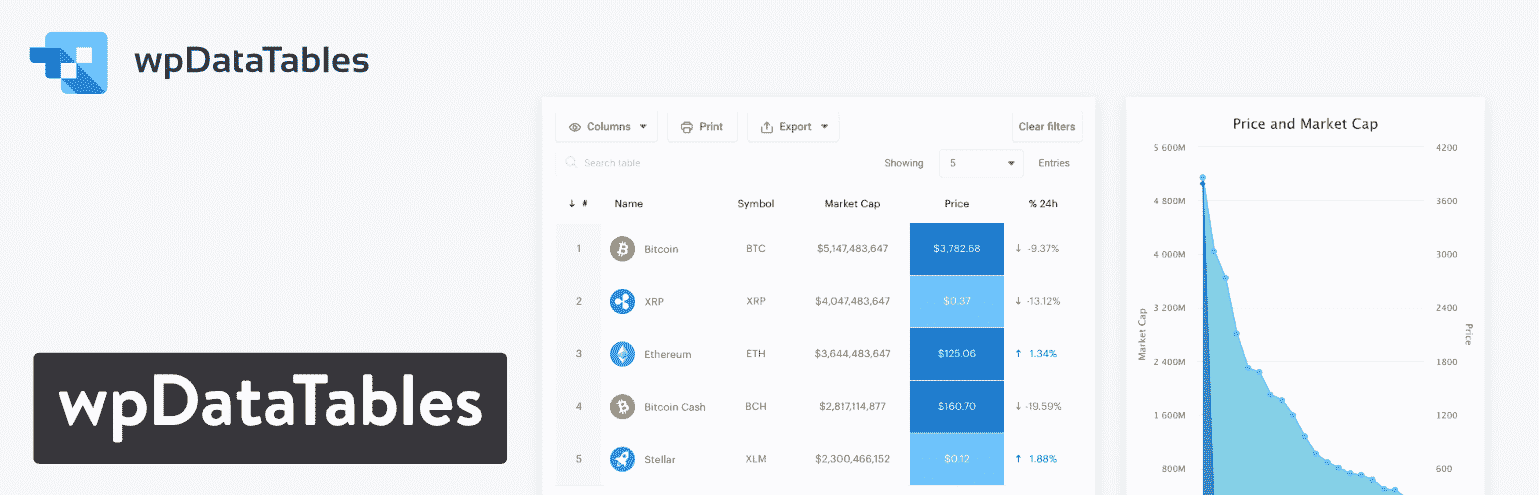 wpDataTables
wpDataTables
Columns Print Export Clear filters
Search table Showing 5 Entries
# Name Symbol Market Cap Price % 24h
1 Bitcoin BTC $5,147,483,647 $3,782.68 ↓ -9.37%
2 XRP XRP $4,047,483,647 $0.37 ↓ -13.12%
3 Ethereum ETH $3,644,483,647 $125.06 ↑ 1.34%
4 Bitcoin Cash BCH $2,817,114,877 $160.70 ↓ -19.59%
5 Stellar XLM $2,300,466,152 $0.12 ↑ 1.88%
Price and Market Cap
5 600M 4200
4 800M 3600
4 000M 3000
3 200M 2400
2 400M 1800
1 600M 1200
800M 600
Market Cap
Price